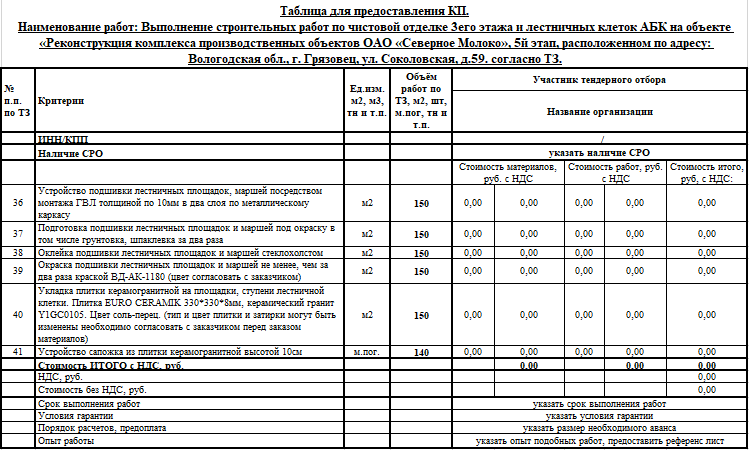 Таблица для предоставления КП.
Наименование работ: Выполнение строительных работ по чистовой отделке 3его этажа и лестничных клеток АБК на объекте
«Реконструкция комплекса производственных объектов ОАО «Северное Молоко», 5й этап, расположенном по адресу:
Вологодская обл., г. Грязовец, ул. Соколовская, д.59. согласно ТЗ.
№
п.п.
по ТЗ
Критерии
Ед.изм.
м2, м3,
тн и т.п.
Объём
работ по
ТЗ, м2, шт,
м.пог, тн и
т.п.
Участник тендерного отбора
Название организации
ИНН/КПП /
Наличие СРО указать наличие СРО
Стоимость материалов,
руб. с НДС
Стоимость работ, руб.
с НДС
Стоимость итого,
руб, с НДС:
36
Устройство подшивки лестничных площадок, маршей посредством
монтажа ГВЛ толщиной по 10мм в два слоя по металлическому
каркасу
м2 150 0,00 0,00 0,00 0,00 0,00
37
Подготовка подшивки лестничных площадок и маршей под окраску в
том числе грунтовка, шпаклевка за два раза
м2 150 0,00 0,00 0,00 0,00 0,00
38 Оклейка подшивки лестничных площадок и маршей стеклохолстом м2 150 0,00 0,00 0,00 0,00 0,00
39
Окраска подшивки лестничных площадок и маршей не менее, чем за
два раза краской ВД-АК-1180 (цвет согласовать с заказчиком)
м2 150 0,00 0,00 0,00 0,00 0,00
40
Укладка плитки керамогранитной на площадки, ступени лестничной
клетки. Плитка EURO CERAMIK 330*330*8мм, керамический гранит
Y1GC0105. Цвет соль-перец. (тип и цвет плитки и затирки могут быть
изменены необходимо согласовать с заказчиком перед заказом
материалов)
м2 150 0,00 0,00 0,00 0,00 0,00
41 Устройство сапожка из плитки керамогранитной высотой 10см м.пог. 140 0,00 0,00 0,00 0,00 0,00
Стоимость ИТОГО с НДС, руб. 0,00 0,00 0,00
НДС, руб. 0,00
Стоимость без НДС, руб. 0,00
Срок выполнения работ указать срок выполнения работ
Условия гарантии указать условия гарантии
Порядок расчетов, предоплата указать размер необходимого аванса
Опыт работы указать опыт подобных работ, предоставить референс лист